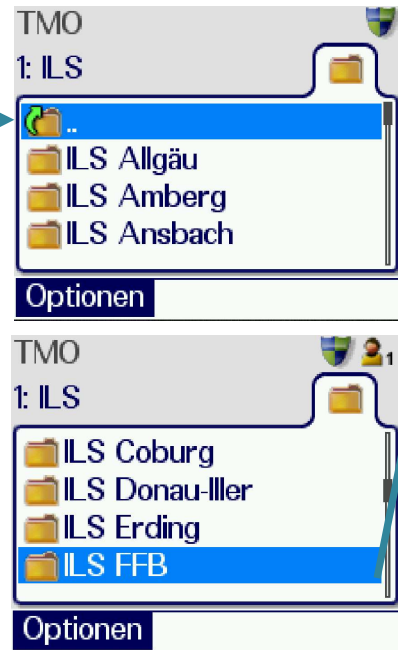 TMO
1: ILS
..
ILS Allgäu
ILS Amberg
ILS Ansbach
Optionen
TMO
1
1: ILS
ILS Coburg
ILS Donau-Iller
ILS Erding
ILS FFB
Optionen